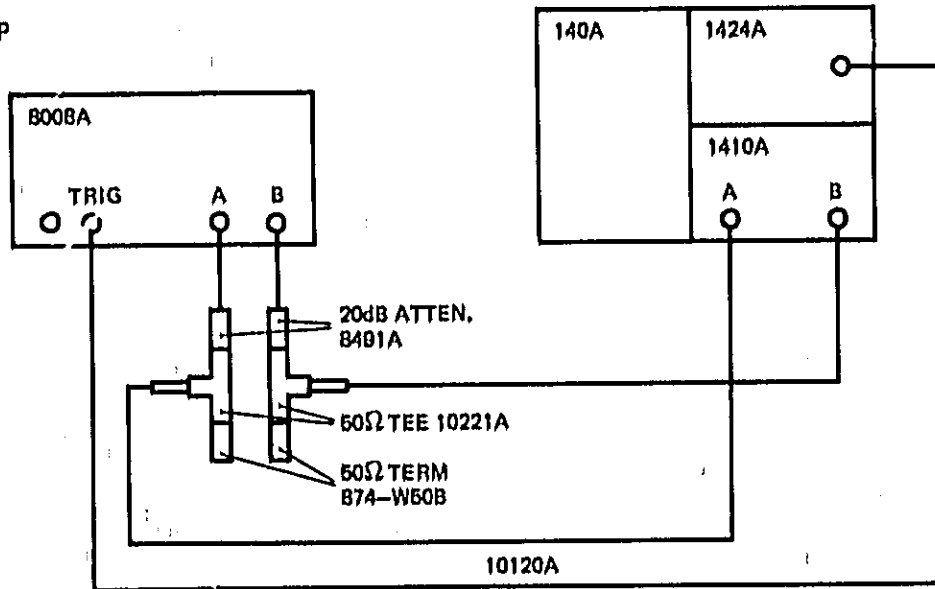 P
140A
1424A
8008A
1410A
TRIG
A
B
A
B
20dB ATTEN.
8491A
50Ω TEE 10221A
50Ω TERM
874-W50B
10120A